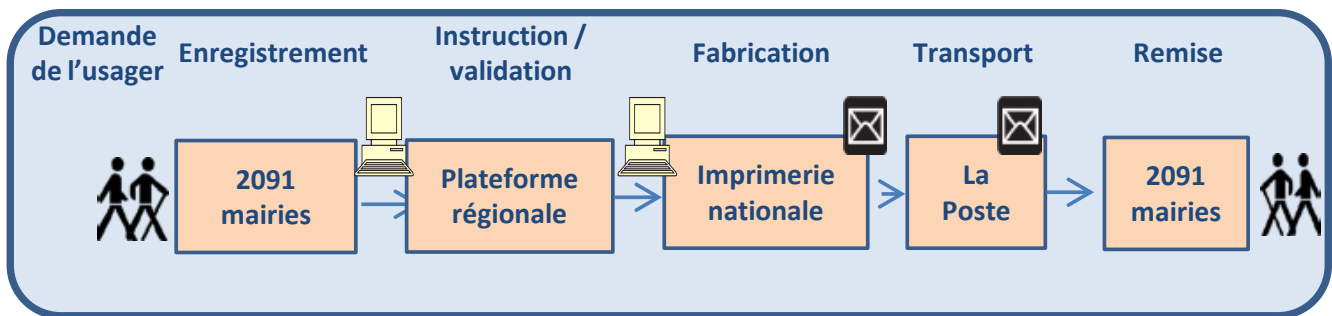 Demande
de l’usager
Enregistrement
Instruction /
validation
Fabrication
Transport
Remise
2091
mairies
Plateforme
régionale
Imprimerie
nationale
La
Poste
2091
mairies